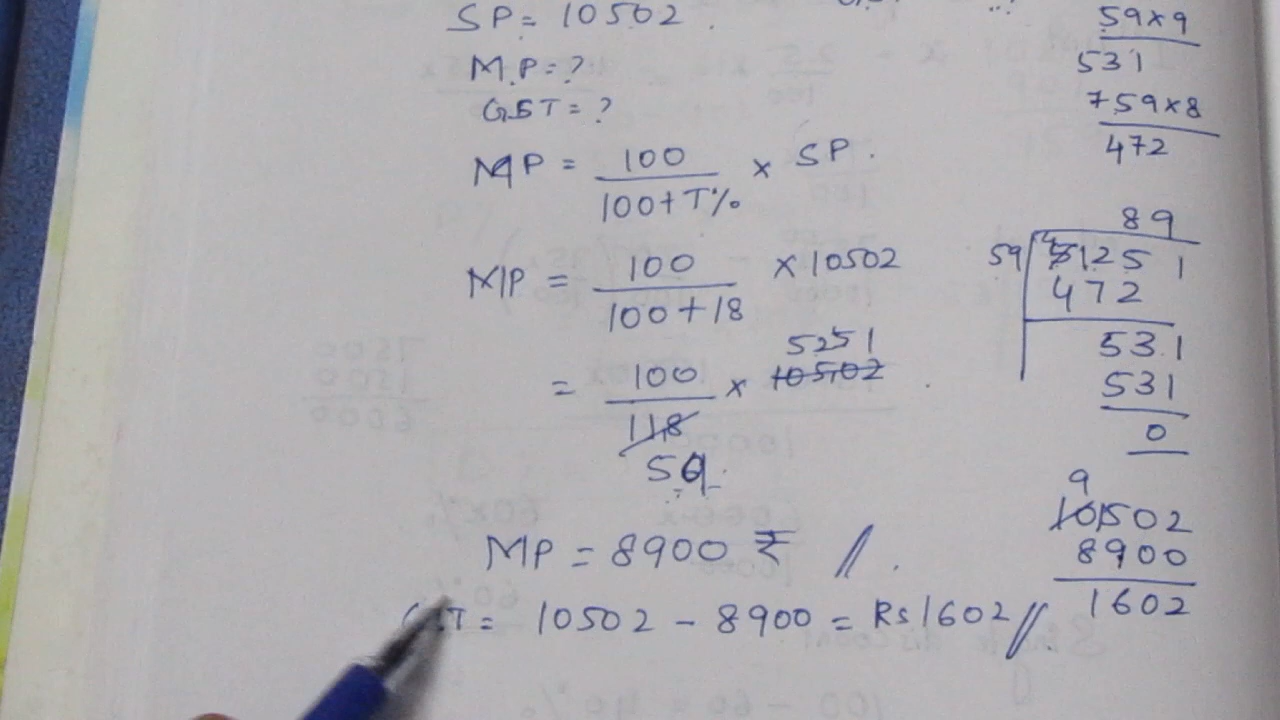 SP = 10502
M.P = ?
GST = ?
MP = 100 / 100+T% × SP.
MP = 100 / 100+18 × 10502
5251
= 100 / 118 × 10502
59
MP = 8900 ₹ //.
GST = 10502 - 8900 = Rs 1602 //
59×9
531
759×8
472
89
59 5251
472
531
531
0
9
10502
8900
1602